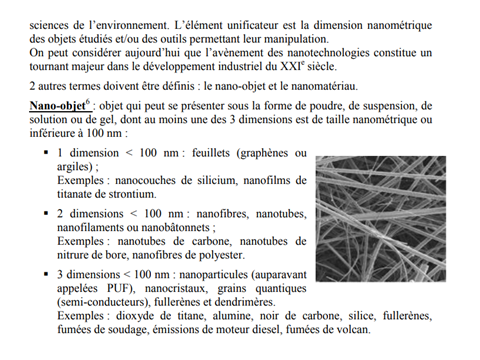 sciences de l'environnement. L'élément unificateur est la dimension nanométrique
des objets étudiés et/ou des outils permettant leur manipulation.
On peut considérer aujourd'hui que l'avènement des nanotechnologies constitue un
tournant majeur dans le développement industriel du XXIe siècle.
2 autres termes doivent être définis : le nano-objet et le nanomatériau.
Nano-objet6 : objet qui peut se présenter sous la forme de poudre, de suspension, de
solution ou de gel, dont au moins une des 3 dimensions est de taille nanométrique ou
inférieure à 100 nm :
▪ 1 dimension < 100 nm : feuillets (graphènes ou
argiles) ;
Exemples : nanocouches de silicium, nanofilms de
titanate de strontium.
▪ 2 dimensions < 100 nm : nanofibres, nanotubes,
nanofilaments ou nanobâtonnets ;
Exemples : nanotubes de carbone, nanotubes de
nitrure de bore, nanofibres de polyester.
▪ 3 dimensions < 100 nm : nanoparticules (auparavant
appelées PUF), nanocristaux, grains quantiques
(semi-conducteurs), fullerènes et dendrimères.
Exemples : dioxyde de titane, alumine, noir de carbone, silice, fullerènes,
fumées de soudage, émissions de moteur diesel, fumées de volcan.